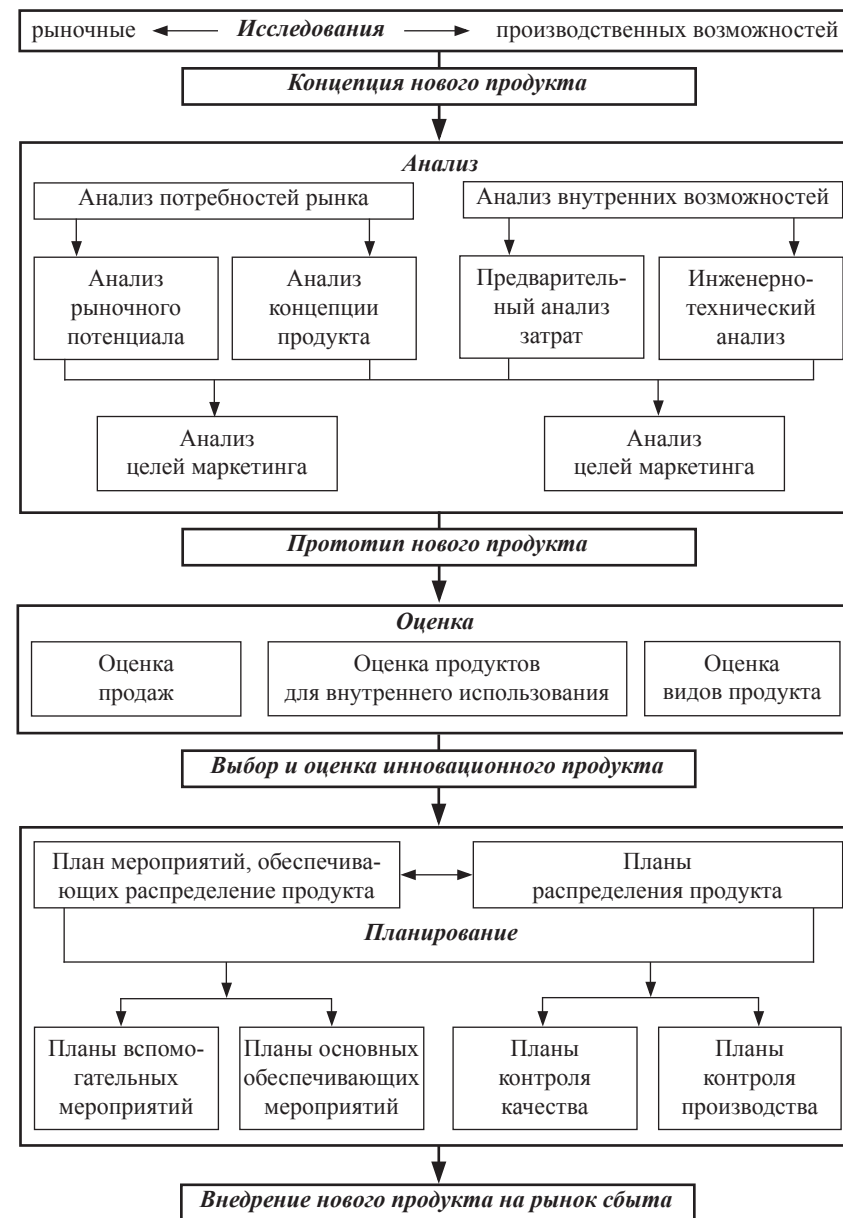 рыночные Исследования производственных возможностей
Концепция нового продукта
Анализ
Анализ потребностей рынка
Анализ внутренних возможностей
Анализ
рыночного
потенциала
Анализ
концепции
продукта
Предваритель-
ный анализ
затрат
Инженерно-
технический
анализ
Анализ
целей маркетинга
Анализ
целей маркетинга
Прототип нового продукта
Оценка
Оценка
продаж
Оценка продуктов
для внутреннего использования
Оценка
видов продукта
Выбор и оценка инновационного продукта
План мероприятий, обеспечива-
ющих распределение продукта
Планы
распределения продукта
Планирование
Планы вспомо-
гательных
мероприятий
Планы основных
обеспечивающих
мероприятий
Планы
контроля
качества
Планы
контроля
производства
Внедрение нового продукта на рынок сбыта